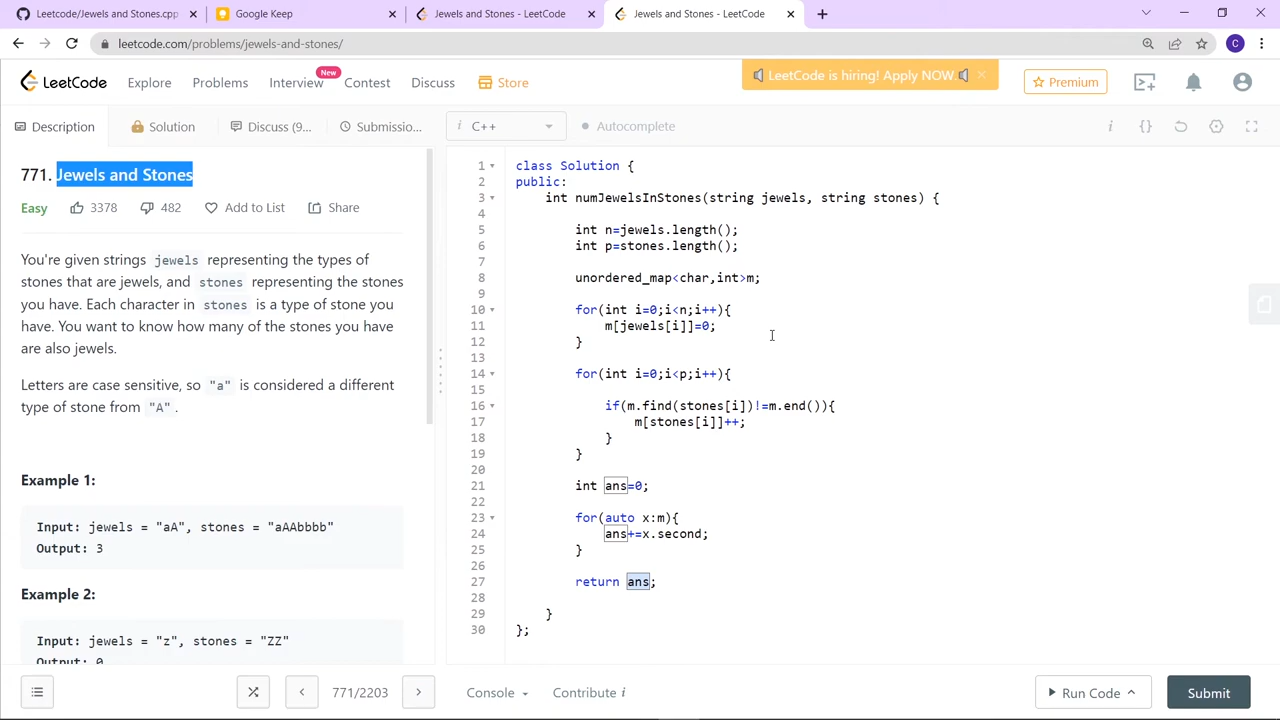 Leetcode/Jewels and Stones.cpp
Google Keep
Jewels and Stones - LeetCode
Jewels and Stones - LeetCode
leetcode.com/problems/jewels-and-stones/
C
LeetCode
Explore
Problems
Interview
New
Contest
Discuss
Store
LeetCode is hiring! Apply NOW.
Premium
Description
Solution
Discuss (9...
Submissio...
i
C++
Autocomplete
i
{}
771. Jewels and Stones
Easy
3378
482
Add to List
Share
You're given strings jewels representing the types of
stones that are jewels, and stones representing the stones
you have. Each character in stones is a type of stone you
have. You want to know how many of the stones you have
are also jewels.
Letters are case sensitive, so "a" is considered a different
type of stone from "A".
Example 1:
Input: jewels = "aA", stones = "aAAbbbb"
Output: 3
Example 2:
Input: jewels = "z", stones = "ZZ"
Output: 0
1 class Solution {
2 public:
3 int numJewelsInStones(string jewels, string stones) {
4
5 int n=jewels.length();
6 int p=stones.length();
7
8 unordered_map<char,int>m;
9
10 for(int i=0;i<n;i++){
11 m[jewels[i]]=0;
12 }
13
14 for(int i=0;i<p;i++){
15
16 if(m.find(stones[i])!=m.end()){
17 m[stones[i]]++;
18 }
19 }
20
21 int ans=0;
22
23 for(auto x:m){
24 ans+=x.second;
25 }
26
27 return ans;
28
29 }
30 };
771/2203
Console
Contribute i
Run Code
Submit